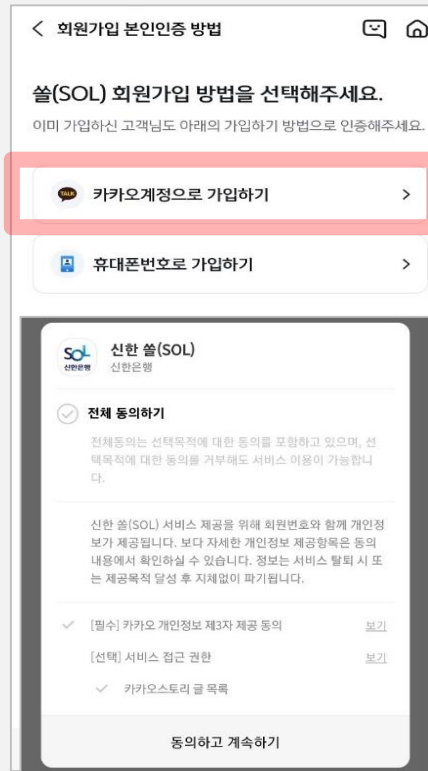 회원가입 본인인증 방법
쏠(SOL) 회원가입 방법을 선택해주세요.
이미 가입하신 고객님도 아래의 가입하기 방법으로 인증해주세요.
TALK 카카오계정으로 가입하기
휴대폰번호로 가입하기
SOL 신한 쏠(SOL)
신한은행 신한은행
전체 동의하기
전체동의는 선택목적에 대한 동의를 포함하고 있으며, 선
택목적에 대한 동의를 거부해도 서비스 이용이 가능합니
다.
신한 쏠(SOL) 서비스 제공을 위해 회원번호와 함께 개인정
보가 제공됩니다. 보다 자세한 개인정보 제공항목은 동의
내용에서 확인하실 수 있습니다. 정보는 서비스 탈퇴 시 또
는 제공목적 달성 후 지체없이 파기됩니다.
[필수] 카카오 개인정보 제3자 제공 동의 보기
[선택] 서비스 접근 권한 보기
카카오스토리 글 목록
동의하고 계속하기